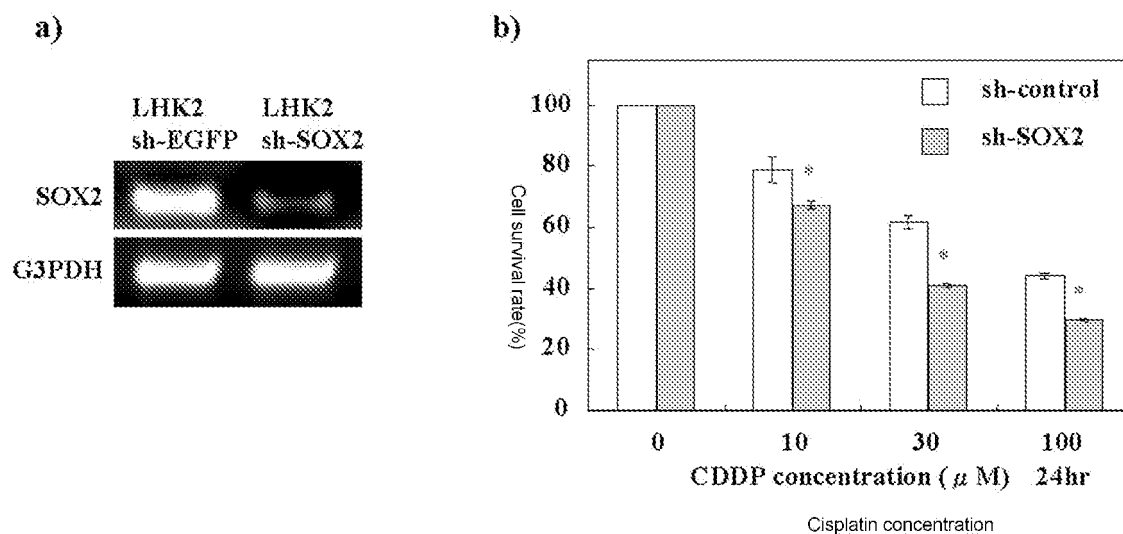 a)
LHK2 LHK2
sh-EGFP sh-SOX2
SOX2
G3PDH
b)
sh-control
sh-SOX2
Cell survival rate(%)
100
80
60
40
20
0
* * *
0 10 30 100
CDDP concentration ( μ M) 24hr
Cisplatin concentration